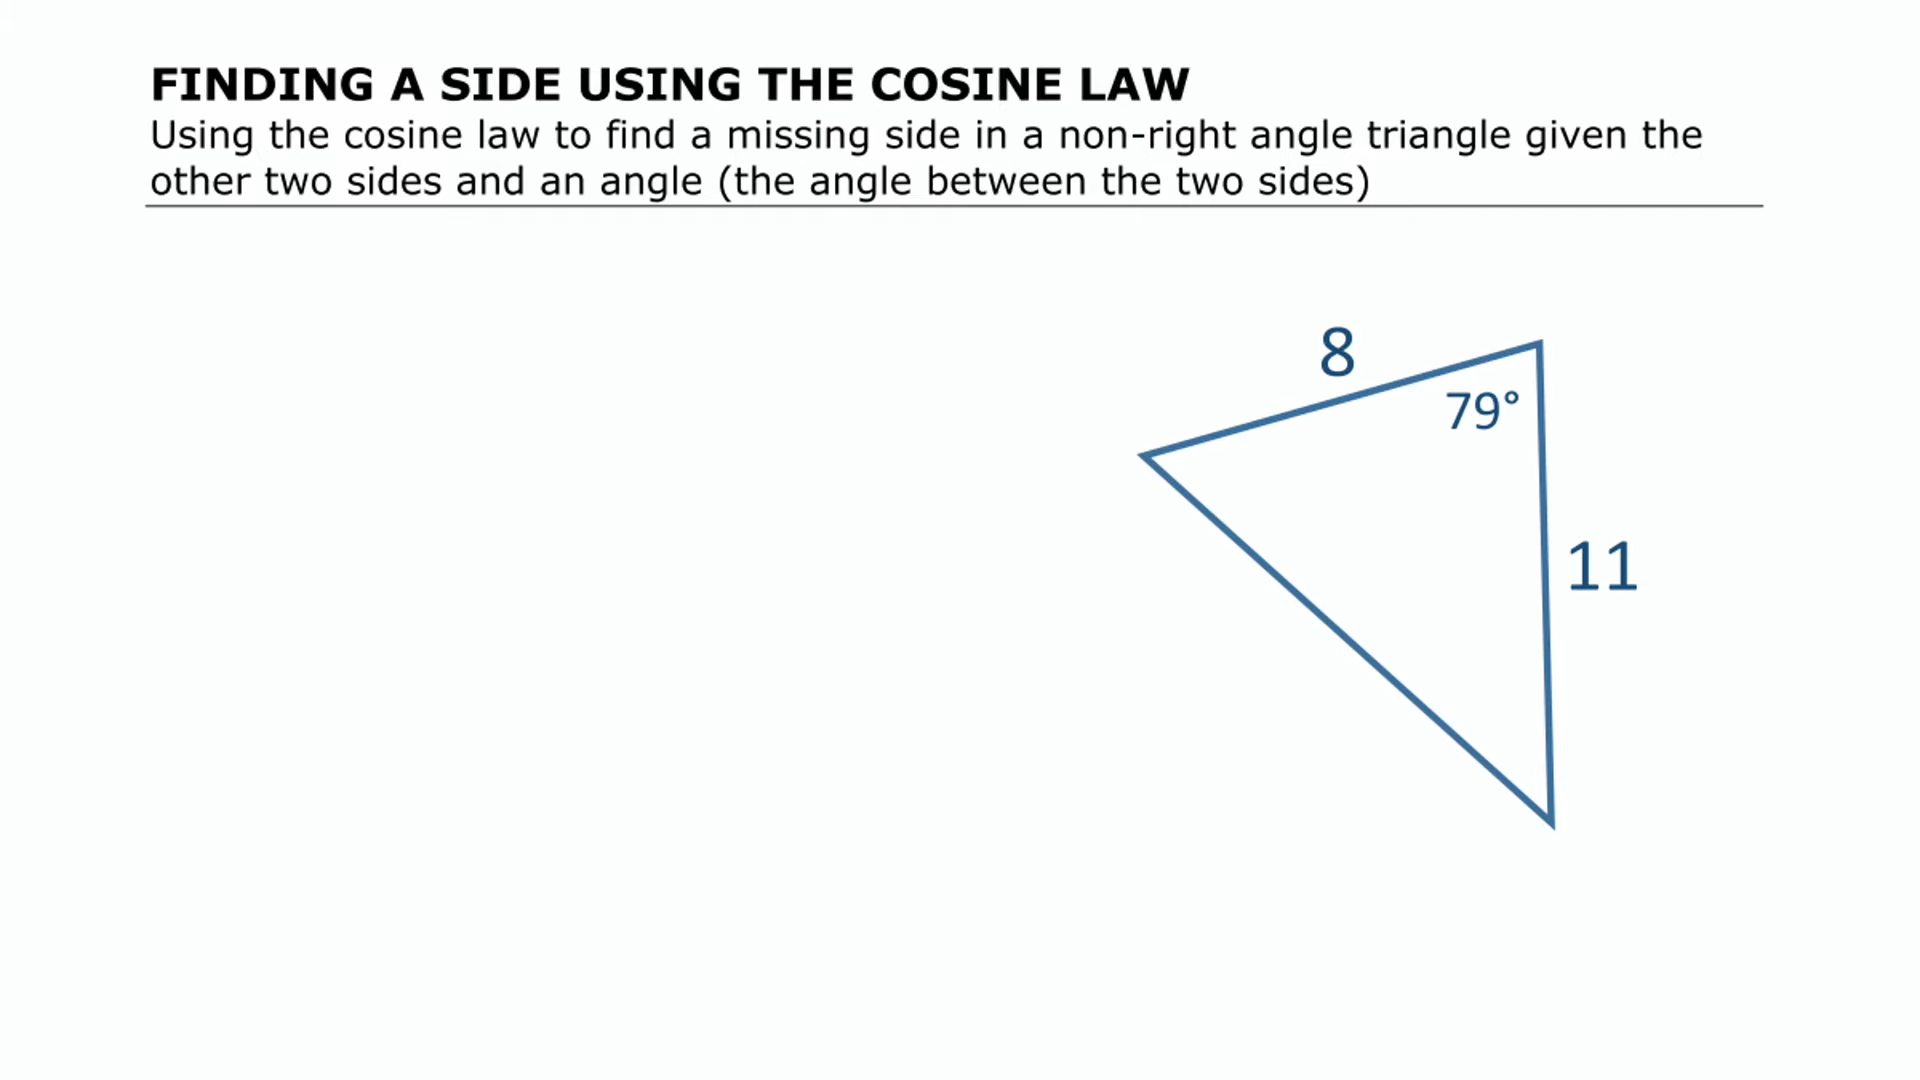 FINDING A SIDE USING THE COSINE LAW
Using the cosine law to find a missing side in a non-right angle triangle given the
other two sides and an angle (the angle between the two sides)
8
79°
11